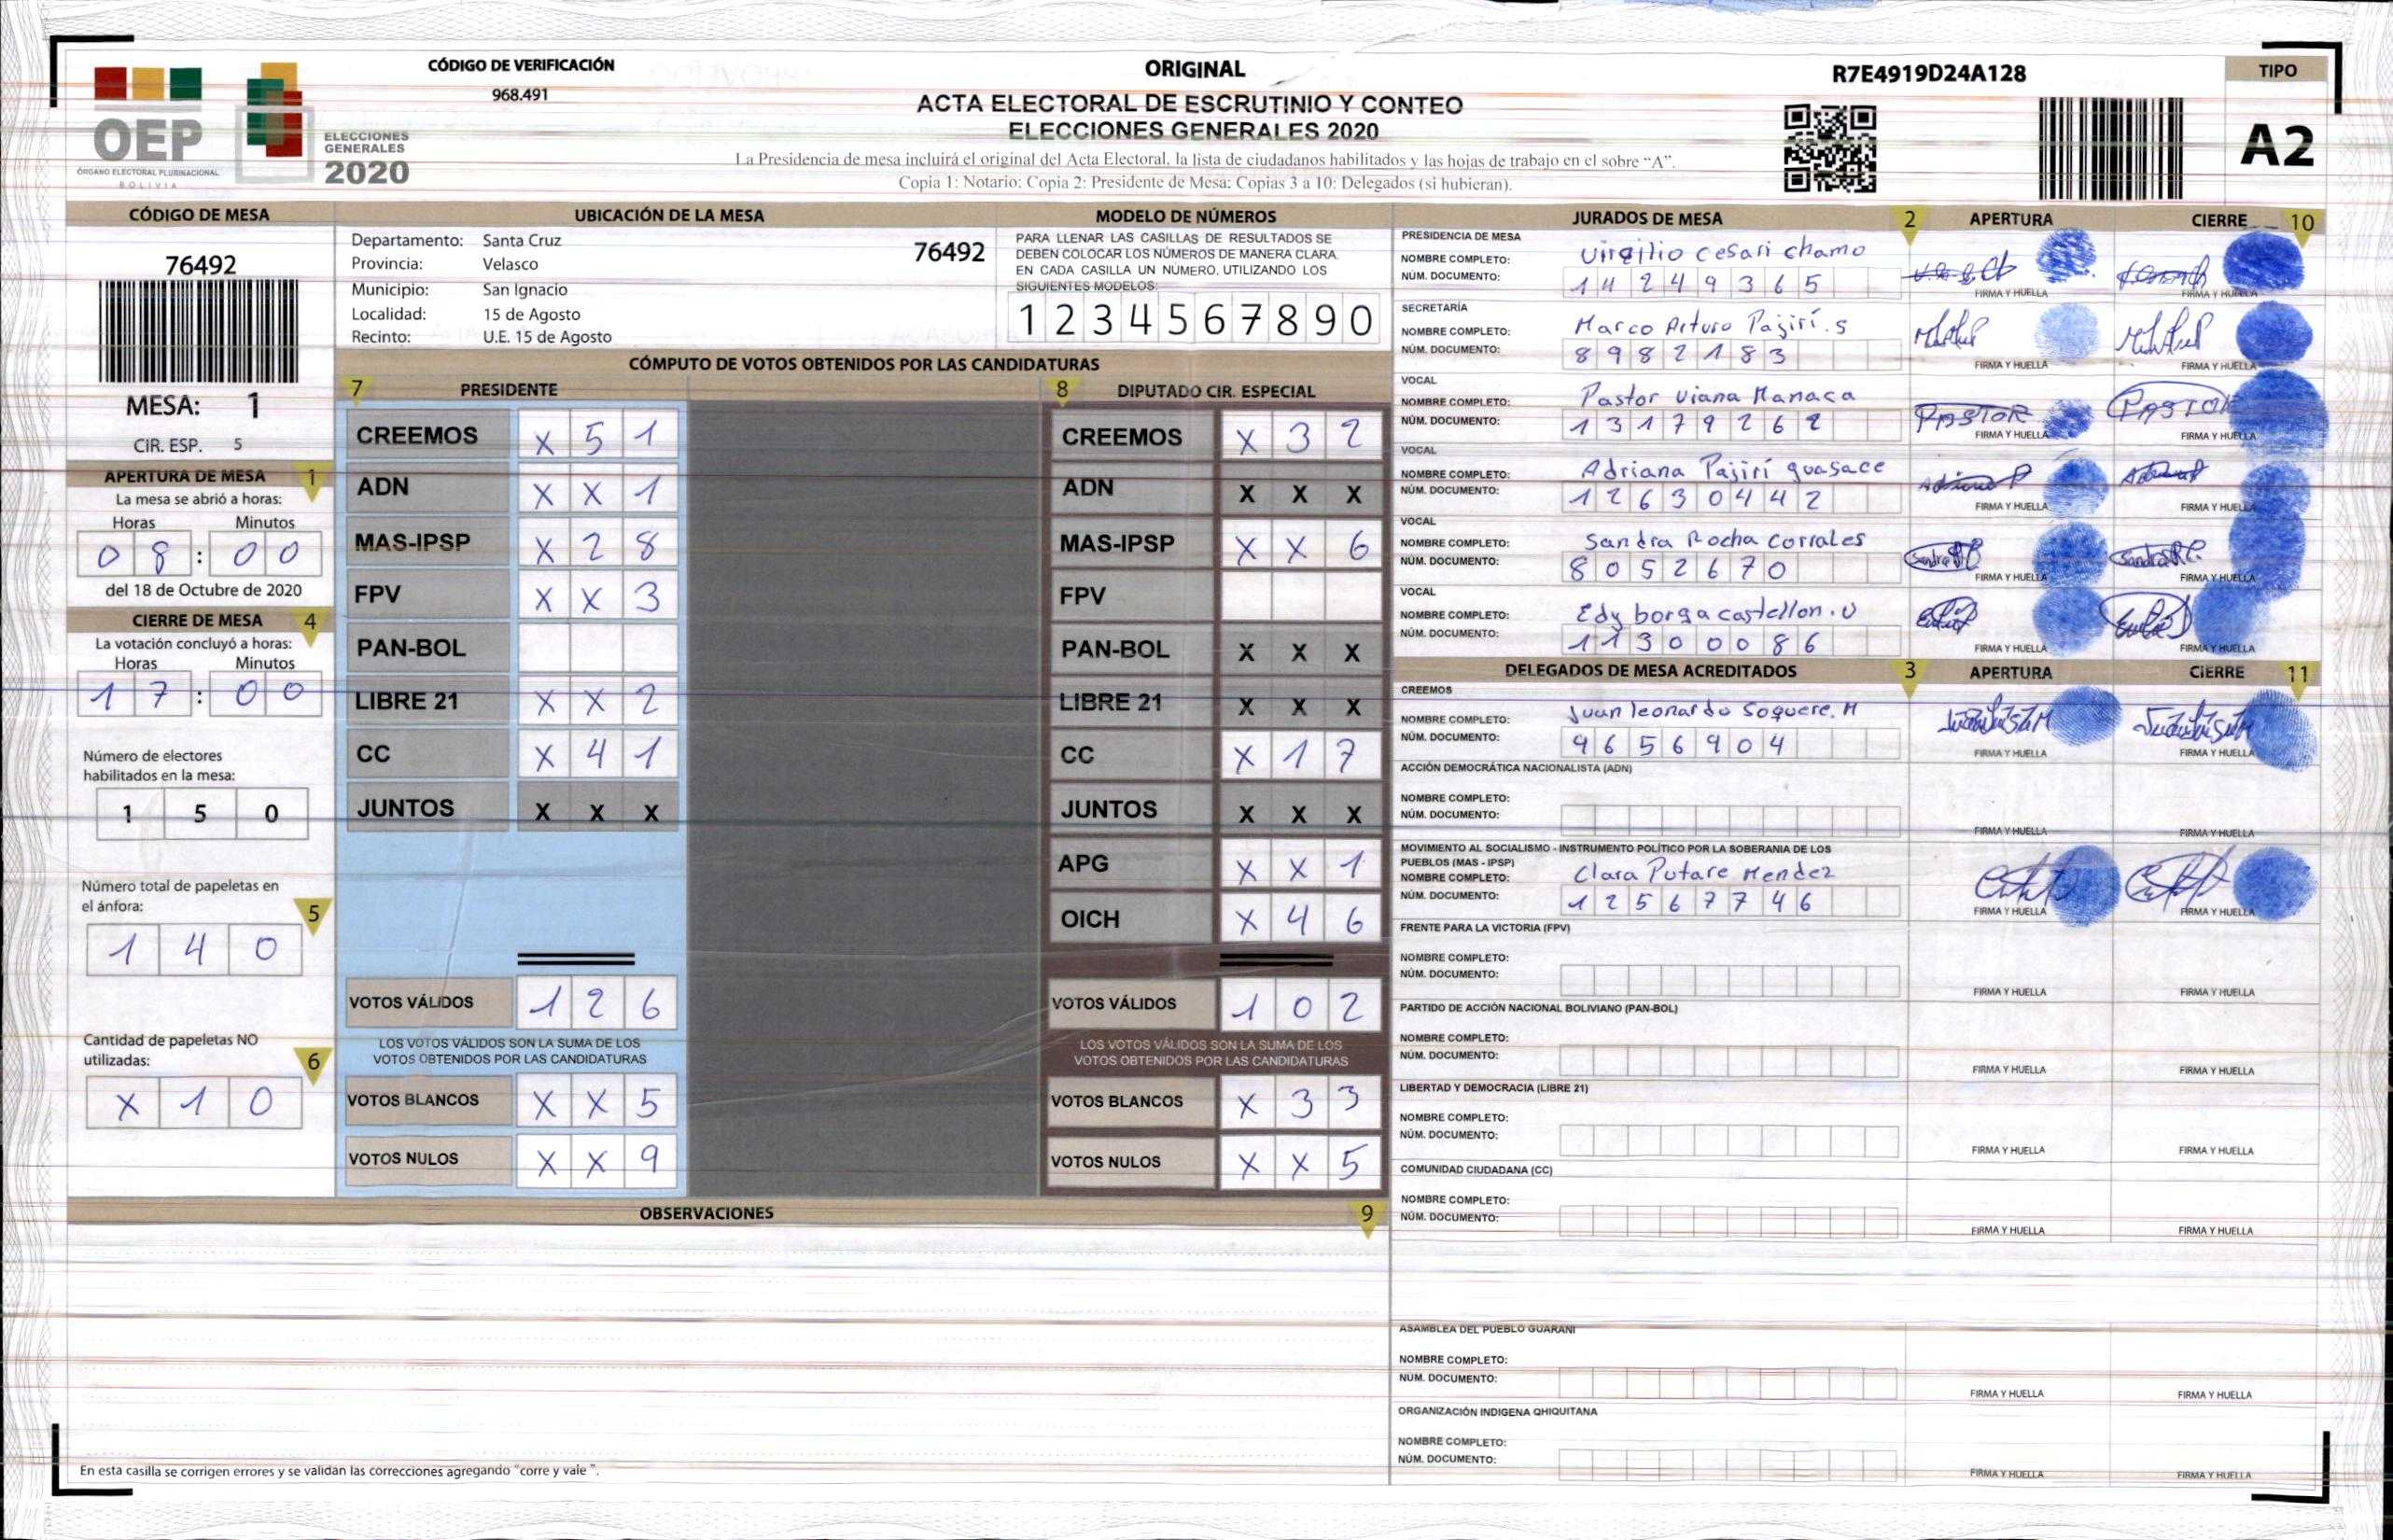 CÓDIGO DE VERIFICACIÓN
968.491
ORIGINAL
ACTA ELECTORAL DE ESCRUTINIO Y CONTEO
ELECCIONES GENERALES 2020
La Presidencia de mesa incluirá el original del Acta Electoral, la lista de ciudadanos habilitados y las hojas de trabajo en el sobre “A”.
Copia 1: Notario; Copia 2: Presidente de Mesa; Copias 3 a 10: Delegados (si hubieran).
R7E4919D24A128
TIPO
A2
OEP
ÓRGANO ELECTORAL PLURINACIONAL
BOLIVIA
ELECCIONES
GENERALES
2020
CÓDIGO DE MESA
76492
MESA: 1
CIR. ESP. 5
APERTURA DE MESA 1
La mesa se abrió a horas:
Horas Minutos
0 8 : 0 0
del 18 de Octubre de 2020
CIERRE DE MESA 4
La votación concluyó a horas:
Horas Minutos
1 7 : 0 0
Número de electores
habilitados en la mesa:
1 5 0
Número total de papeletas en
el ánfora: 5
1 4 0
Cantidad de papeletas NO
utilizadas: 6
X 1 0
UBICACIÓN DE LA MESA
Departamento: Santa Cruz 76492
Provincia: Velasco
Municipio: San Ignacio
Localidad: 15 de Agosto
Recinto: U.E. 15 de Agosto
MODELO DE NÚMEROS
PARA LLENAR LAS CASILLAS DE RESULTADOS SE
DEBEN COLOCAR LOS NÚMEROS DE MANERA CLARA.
EN CADA CASILLA UN NÚMERO, UTILIZANDO LOS
SIGUIENTES MODELOS:
1 2 3 4 5 6 7 8 9 0
CÓMPUTO DE VOTOS OBTENIDOS POR LAS CANDIDATURAS
7 PRESIDENTE
CREEMOS X 5 1
ADN X X 1
MAS-IPSP X 2 8
FPV X X 3
PAN-BOL
LIBRE 21 X X 2
CC X 4 1
JUNTOS X X X
VOTOS VÁLIDOS 1 2 6
LOS VOTOS VÁLIDOS SON LA SUMA DE LOS
VOTOS OBTENIDOS POR LAS CANDIDATURAS
VOTOS BLANCOS X X 5
VOTOS NULOS X X 9
8 DIPUTADO CIR. ESPECIAL
CREEMOS X 3 2
ADN X X X
MAS-IPSP X X 6
FPV
PAN-BOL X X X
LIBRE 21 X X X
CC X 1 7
JUNTOS X X X
APG X X 1
OICH X 4 6
VOTOS VÁLIDOS 1 0 2
LOS VOTOS VÁLIDOS SON LA SUMA DE LOS
VOTOS OBTENIDOS POR LAS CANDIDATURAS
VOTOS BLANCOS X 3 3
VOTOS NULOS X X 5
OBSERVACIONES 9
En esta casilla se corrigen errores y se validan las correcciones agregando “corre y vale ”.
JURADOS DE MESA 2 APERTURA CIERRE 10
PRESIDENCIA DE MESA
NOMBRE COMPLETO: Virgilio Cesari chamo
NÚM. DOCUMENTO: 1 4 2 4 9 3 6 5
FIRMA Y HUELLA FIRMA Y HUELLA
SECRETARÍA
NOMBRE COMPLETO: Marco Arturo Pajirí.s
NÚM. DOCUMENTO: 8 9 8 2 1 8 3
FIRMA Y HUELLA FIRMA Y HUELLA
VOCAL
NOMBRE COMPLETO: Pastor Viana Manaca
NÚM. DOCUMENTO: 1 3 1 7 9 2 6 2
PASTOR PASTOR
FIRMA Y HUELLA FIRMA Y HUELLA
VOCAL
NOMBRE COMPLETO: Adriana Pajirí guasace
NÚM. DOCUMENTO: 1 2 6 3 0 4 4 2
FIRMA Y HUELLA FIRMA Y HUELLA
VOCAL
NOMBRE COMPLETO: Sandra Rocha Corrales
NÚM. DOCUMENTO: 8 0 5 2 6 7 0
FIRMA Y HUELLA FIRMA Y HUELLA
VOCAL
NOMBRE COMPLETO: Edy borga castellon.U
NÚM. DOCUMENTO: 1 1 3 0 0 0 8 6
FIRMA Y HUELLA FIRMA Y HUELLA
DELEGADOS DE MESA ACREDITADOS 3 APERTURA CIERRE 11
CREEMOS
NOMBRE COMPLETO: Juan leonardo Soquere.M
NÚM. DOCUMENTO: 9 6 5 6 9 0 4
FIRMA Y HUELLA FIRMA Y HUELLA
ACCIÓN DEMOCRÁTICA NACIONALISTA (ADN)
NOMBRE COMPLETO:
NÚM. DOCUMENTO:
FIRMA Y HUELLA FIRMA Y HUELLA
MOVIMIENTO AL SOCIALISMO - INSTRUMENTO POLÍTICO POR LA SOBERANIA DE LOS
PUEBLOS (MAS - IPSP)
NOMBRE COMPLETO: Clara Putare Mendez
NÚM. DOCUMENTO: 1 2 5 6 7 7 4 6
FIRMA Y HUELLA FIRMA Y HUELLA
FRENTE PARA LA VICTORIA (FPV)
NOMBRE COMPLETO:
NÚM. DOCUMENTO:
FIRMA Y HUELLA FIRMA Y HUELLA
PARTIDO DE ACCIÓN NACIONAL BOLIVIANO (PAN-BOL)
NOMBRE COMPLETO:
NÚM. DOCUMENTO:
FIRMA Y HUELLA FIRMA Y HUELLA
LIBERTAD Y DEMOCRACIA (LIBRE 21)
NOMBRE COMPLETO:
NÚM. DOCUMENTO:
FIRMA Y HUELLA FIRMA Y HUELLA
COMUNIDAD CIUDADANA (CC)
NOMBRE COMPLETO:
NÚM. DOCUMENTO:
FIRMA Y HUELLA FIRMA Y HUELLA
ASAMBLEA DEL PUEBLO GUARANI
NOMBRE COMPLETO:
NÚM. DOCUMENTO:
FIRMA Y HUELLA FIRMA Y HUELLA
ORGANIZACIÓN INDIGENA QHIQUITANA
NOMBRE COMPLETO:
NÚM. DOCUMENTO:
FIRMA Y HUELLA FIRMA Y HUELLA